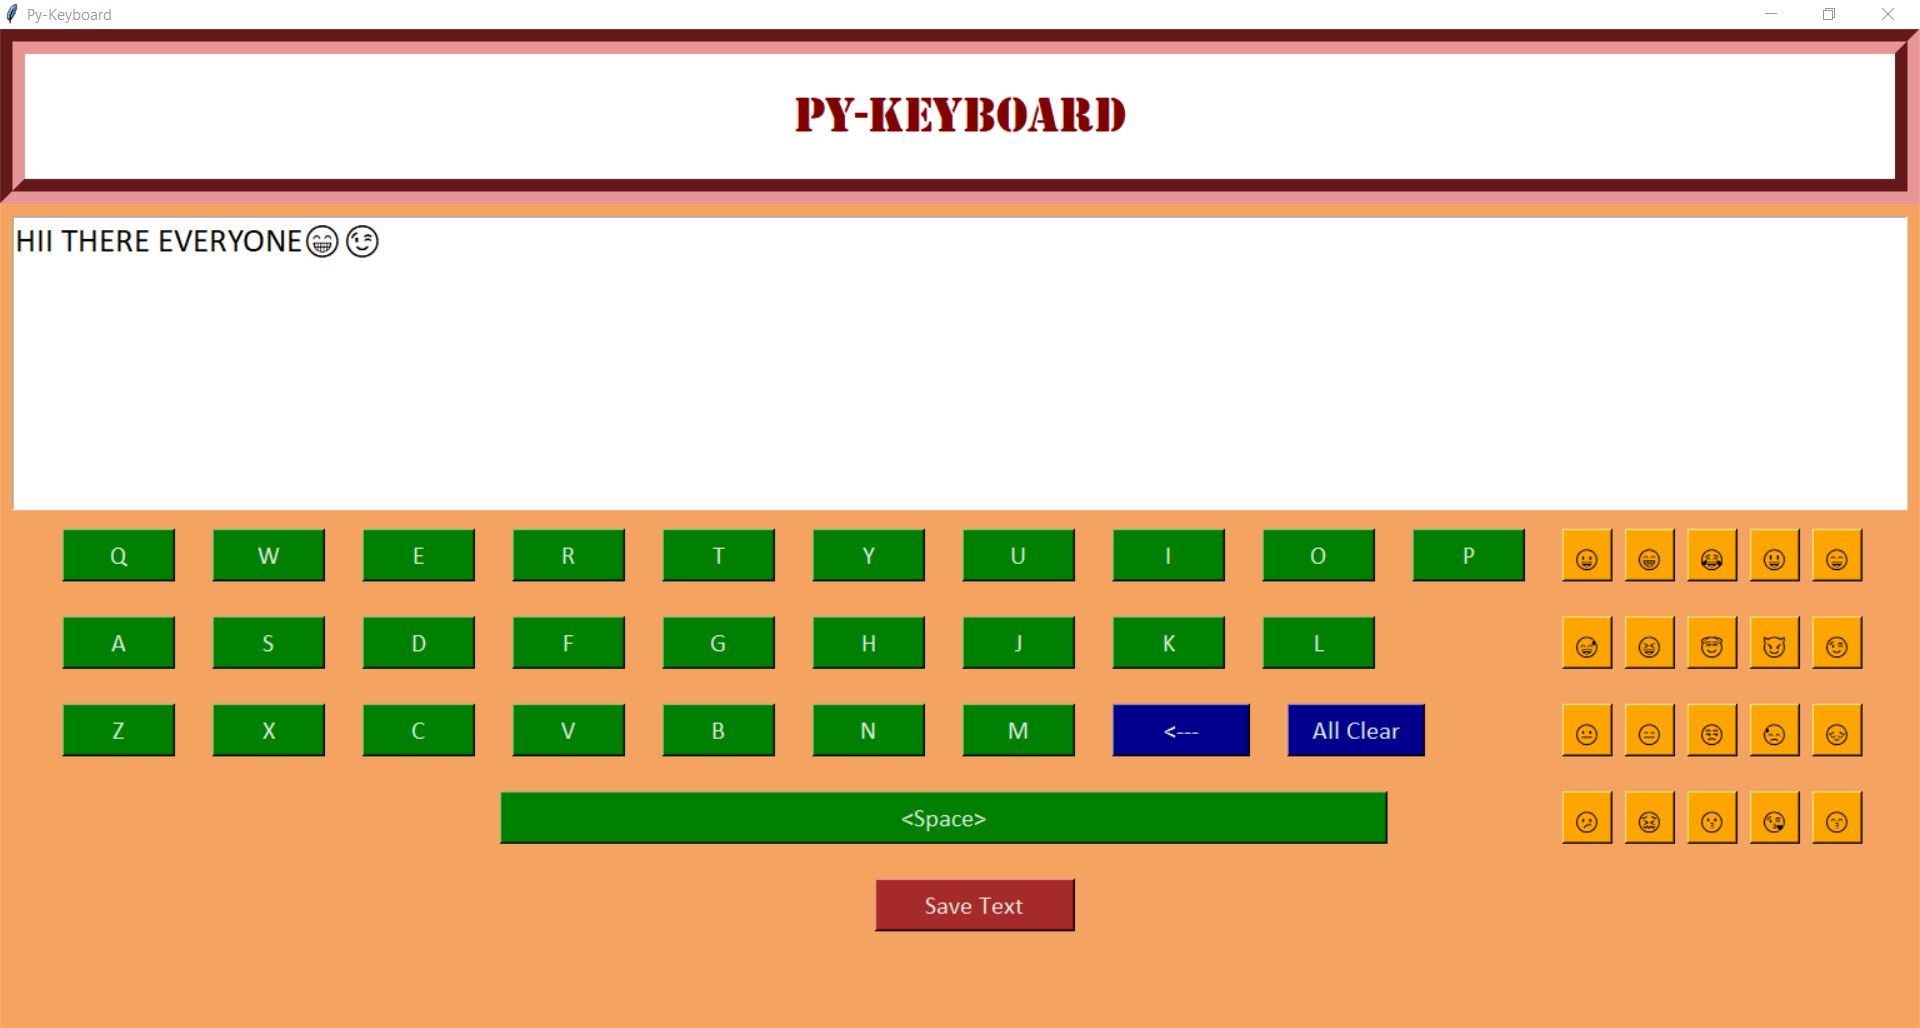 Py-Keyboard
PY-KEYBOARD
HII THERE EVERYONE😁😉
Q W E R T Y U I O P
A S D F G H J K L
Z X C V B N M <--- All Clear
<Space>
Save Text